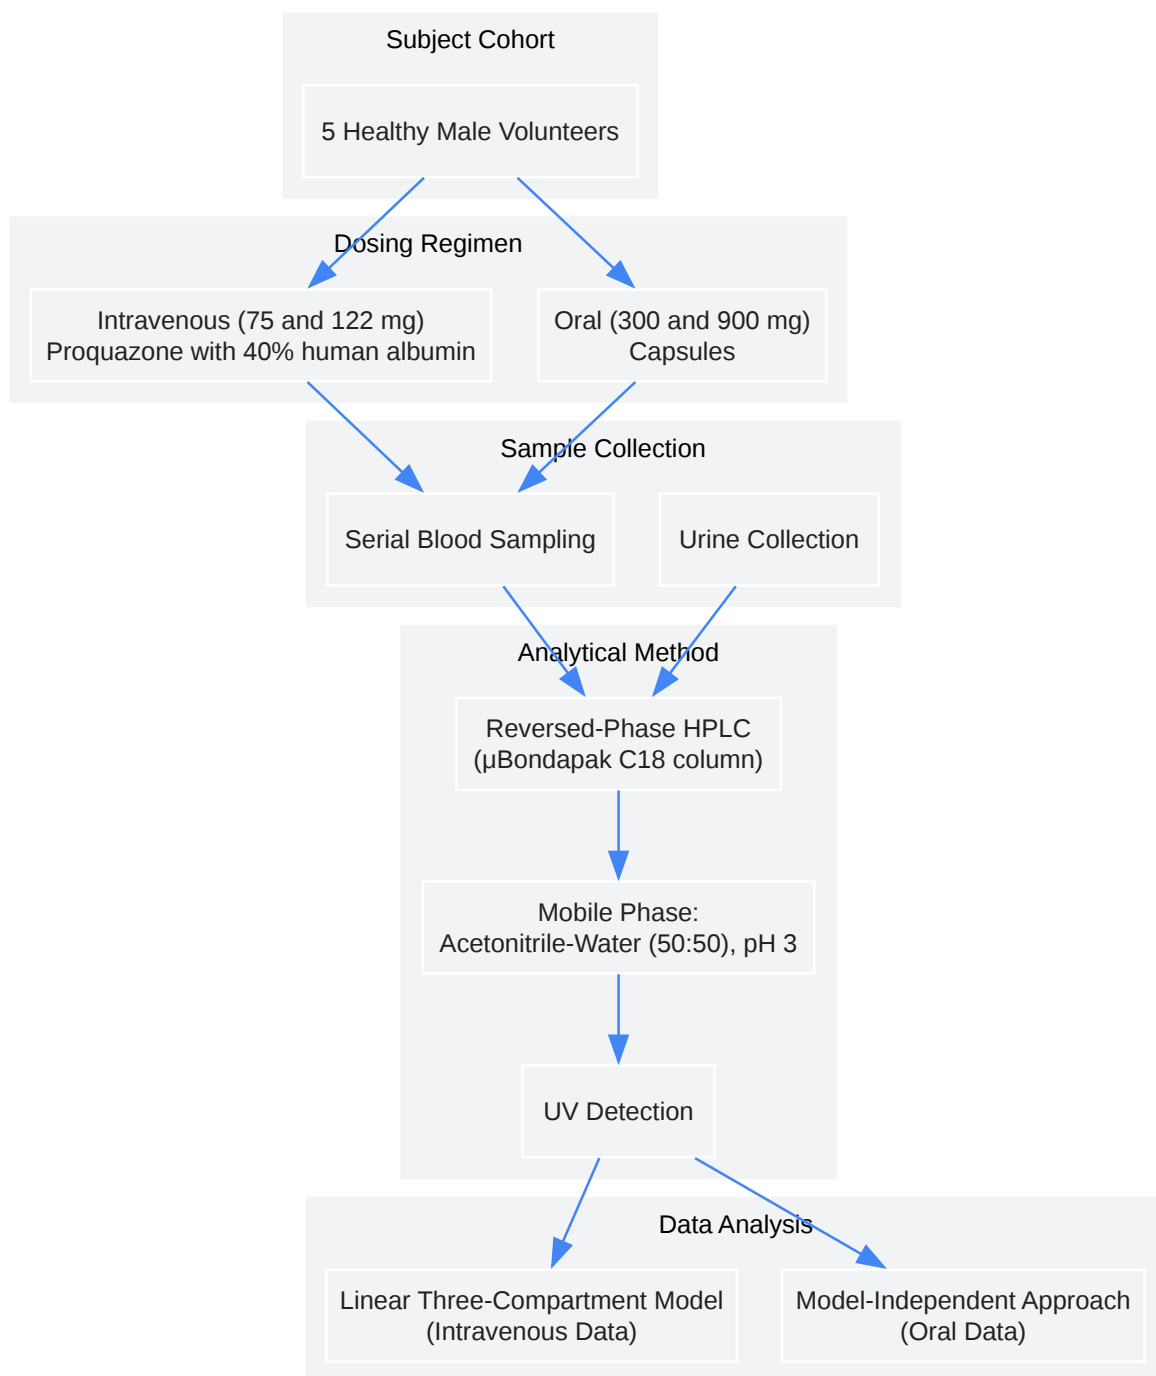 Subject Cohort
5 Healthy Male Volunteers
Dosing Regimen
Intravenous (75 and 122 mg)
Proquazone with 40% human albumin
Oral (300 and 900 mg)
Capsules
Sample Collection
Serial Blood Sampling
Urine Collection
Analytical Method
Reversed-Phase HPLC
(μBondapak C18 column)
Mobile Phase:
Acetonitrile-Water (50:50), pH 3
UV Detection
Data Analysis
Linear Three-Compartment Model
(Intravenous Data)
Model-Independent Approach
(Oral Data)